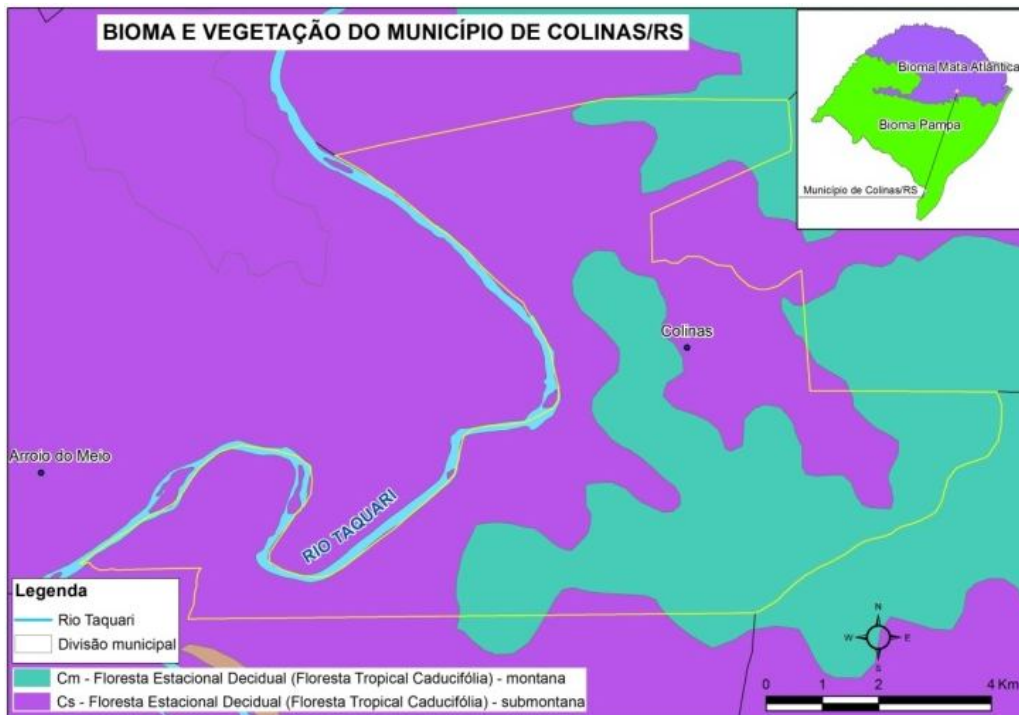 BIOMA E VEGETAÇÃO DO MUNICÍPIO DE COLINAS/RS
Bioma Mata Atlântica
Bioma Pampa
Município de Colinas/RS
Colinas
Arroio do Meio
RIO TAQUARI
Legenda
Rio Taquari
Divisão municipal
Cm - Floresta Estacional Decidual (Floresta Tropical Caducifólia) - montana
Cs - Floresta Estacional Decidual (Floresta Tropical Caducifólia) - submontana
N
W E
S
0 1 2 4 Km